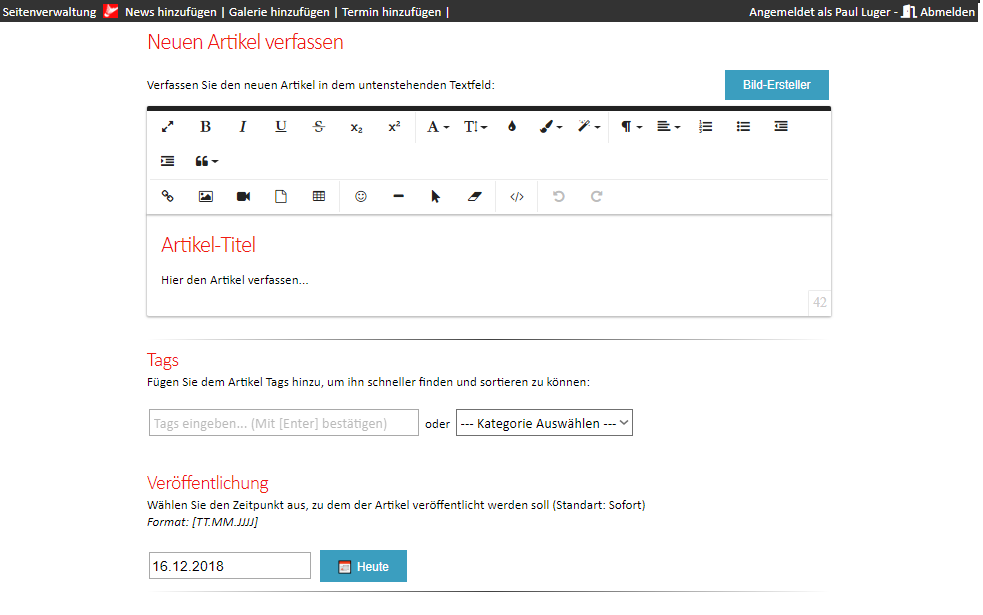 Seitenverwaltung News hinzufügen | Galerie hinzufügen | Termin hinzufügen | Angemeldet als Paul Luger - Abmelden
Neuen Artikel verfassen
Verfassen Sie den neuen Artikel in dem untenstehenden Textfeld: Bild-Ersteller
B I U S x₂ x² A T
Artikel-Titel
Hier den Artikel verfassen...
42
Tags
Fügen Sie dem Artikel Tags hinzu, um ihn schneller finden und sortieren zu können:
Tags eingeben... (Mit [Enter] bestätigen) oder --- Kategorie Auswählen ---
Veröffentlichung
Wählen Sie den Zeitpunkt aus, zu dem der Artikel veröffentlicht werden soll (Standart: Sofort)
Format: [TT.MM.JJJJ]
16.12.2018 Heute